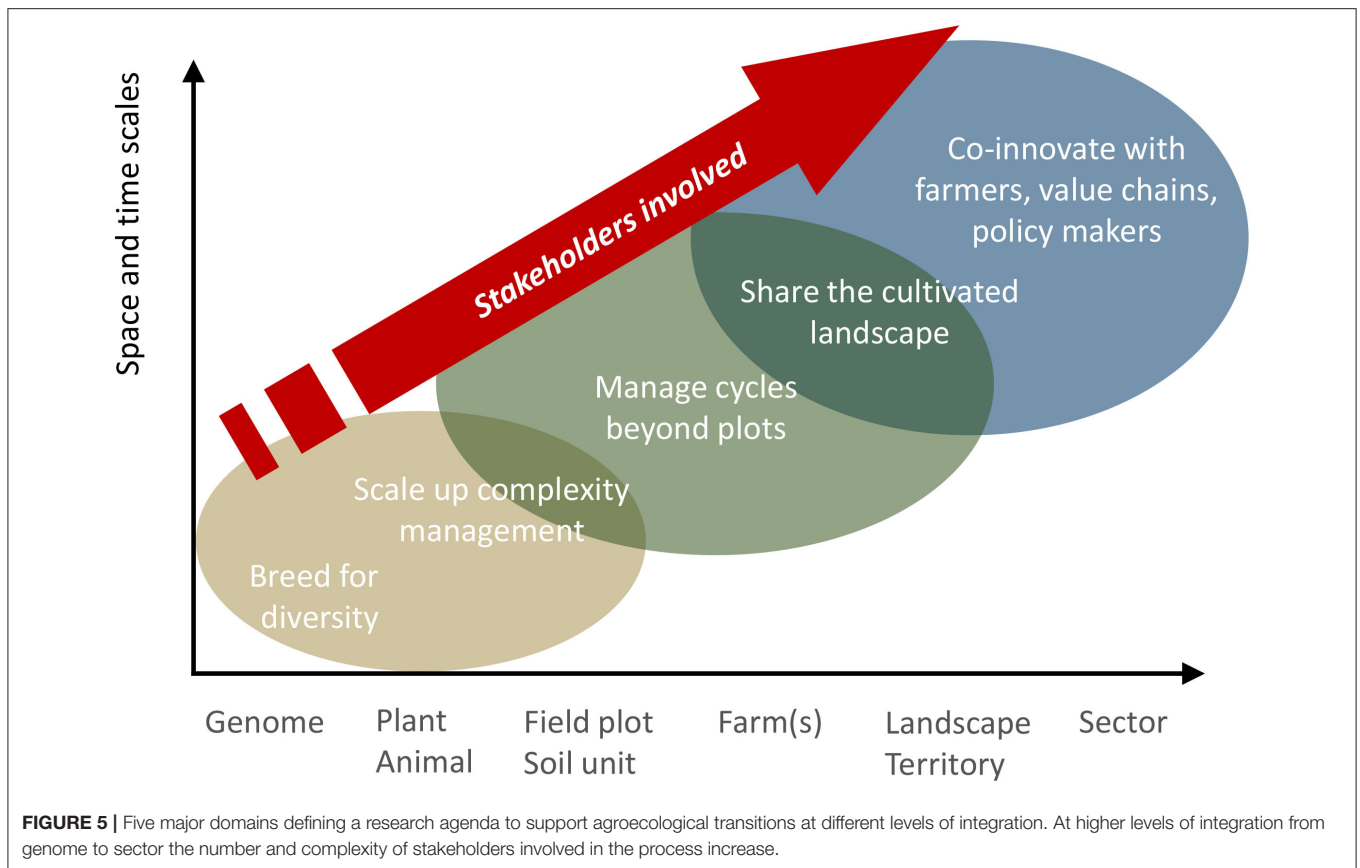 Space and time scales
Stakeholders involved
Co-innovate with
farmers, value chains,
policy makers
Share the cultivated
landscape
Manage cycles
beyond plots
Scale up complexity
management
Breed for
diversity
Genome
Plant
Animal
Field plot
Soil unit
Farm(s)
Landscape
Territory
Sector
FIGURE 5 | Five major domains defining a research agenda to support agroecological transitions at different levels of integration. At higher levels of integration from
genome to sector the number and complexity of stakeholders involved in the process increase.